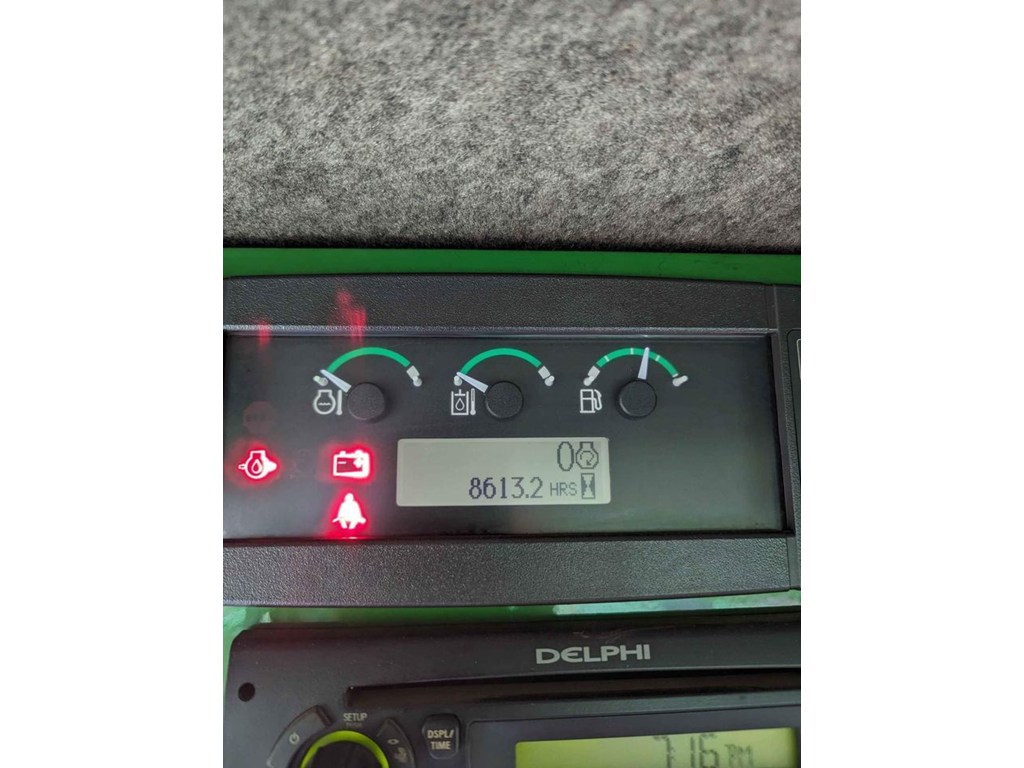 0
8613.2 HRS
DELPHI
SETUP
DSPL/
TIME
7:16 PM